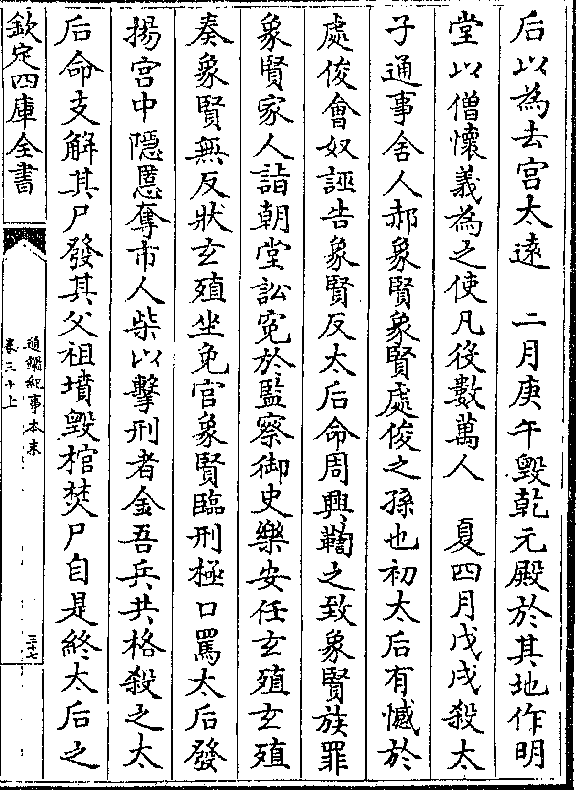 后以為去宫太逺　二月庚午毁乾元殿於其地作明
堂以僧懷義為之使凡役數萬人　夏四月戊戌殺太
子通事舍人郝象賢象賢處俊之孫也初太后有憾於
處俊會奴誣告象賢反太后命周興鞫之致象賢族罪
象賢家人詣朝堂訟寃於監察御史樂安任玄殖玄殖
奏象賢無反狀玄殖坐免官象賢臨刑極口罵太后發
揚宫中隱慝奪市人柴以擊刑者金吾兵共格殺之太
后命支解其尸發其父祖墳毁棺焚尸自是終太后之
欽定四庫全書
通鑑紀事本末
卷三十上
三十七